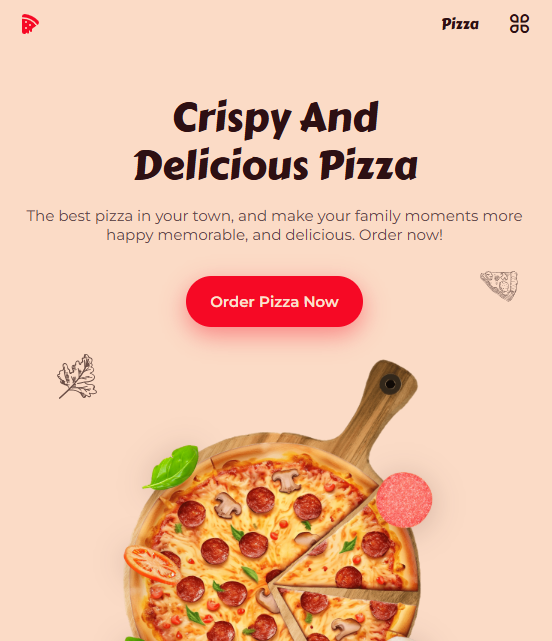 Pizza
Crispy And
Delicious Pizza
The best pizza in your town, and make your family moments more
happy memorable, and delicious. Order now!
Order Pizza Now